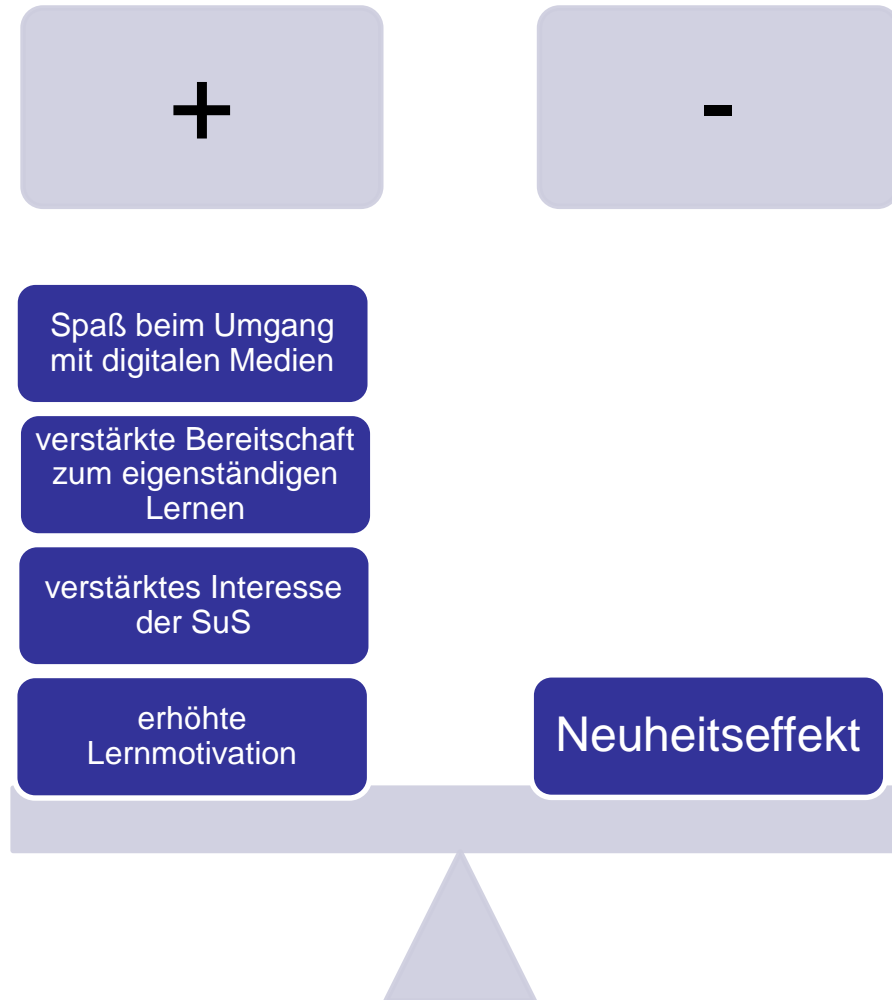 +
-
Spaß beim Umgang
mit digitalen Medien
verstärkte Bereitschaft
zum eigenständigen
Lernen
verstärktes Interesse
der SuS
erhöhte
Lernmotivation
Neuheitseffekt